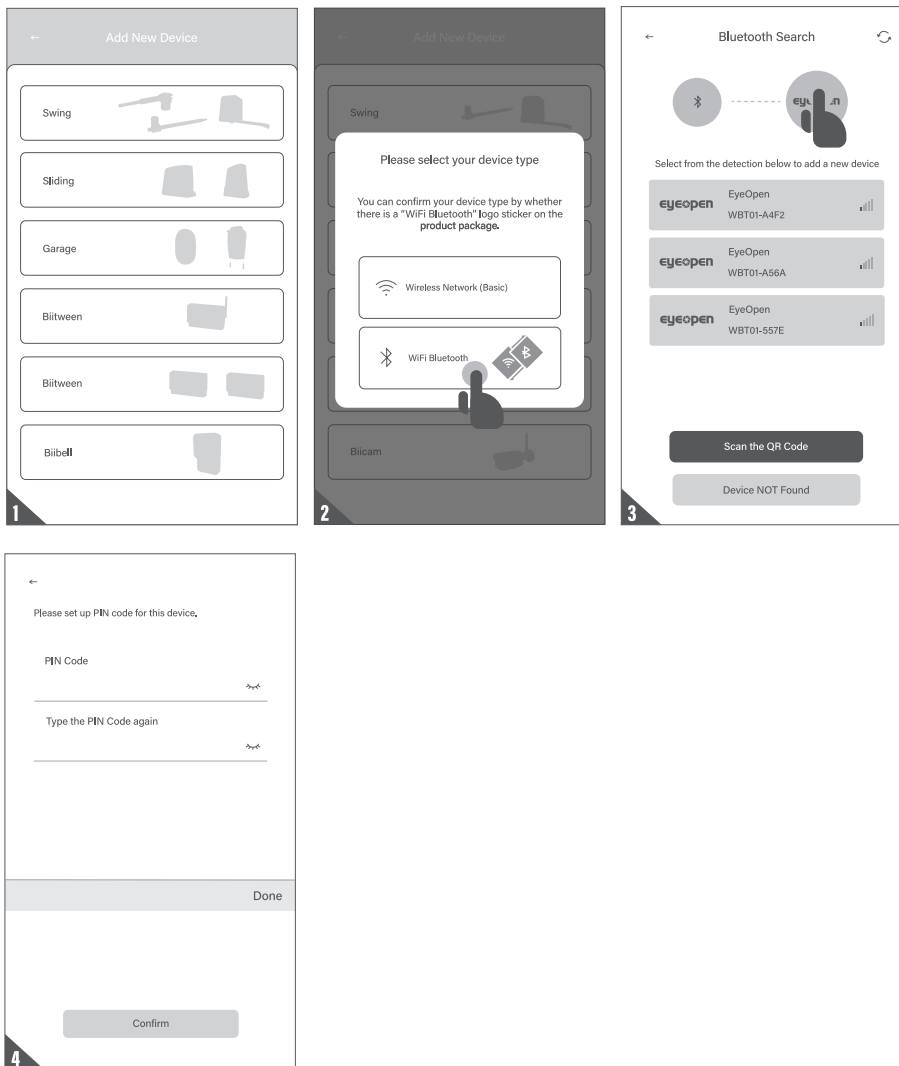 ← Add New Device
Swing
Sliding
Garage
Biitween
Biitween
Biibell
1
← Add New Device
Swing
Please select your device type
You can confirm your device type by whether
there is a "WiFi Bluetooth" logo sticker on the
product package.
Wireless Network (Basic)
WiFi Bluetooth
Biicam
2
← Bluetooth Search
Select from the detection below to add a new device
eyeopen
EyeOpen
WBT01-A4F2
eyeopen
EyeOpen
WBT01-A56A
eyeopen
EyeOpen
WBT01-557E
Scan the QR Code
Device NOT Found
3
←
Please set up PIN code for this device.
PIN Code
Type the PIN Code again
Done
Confirm
4